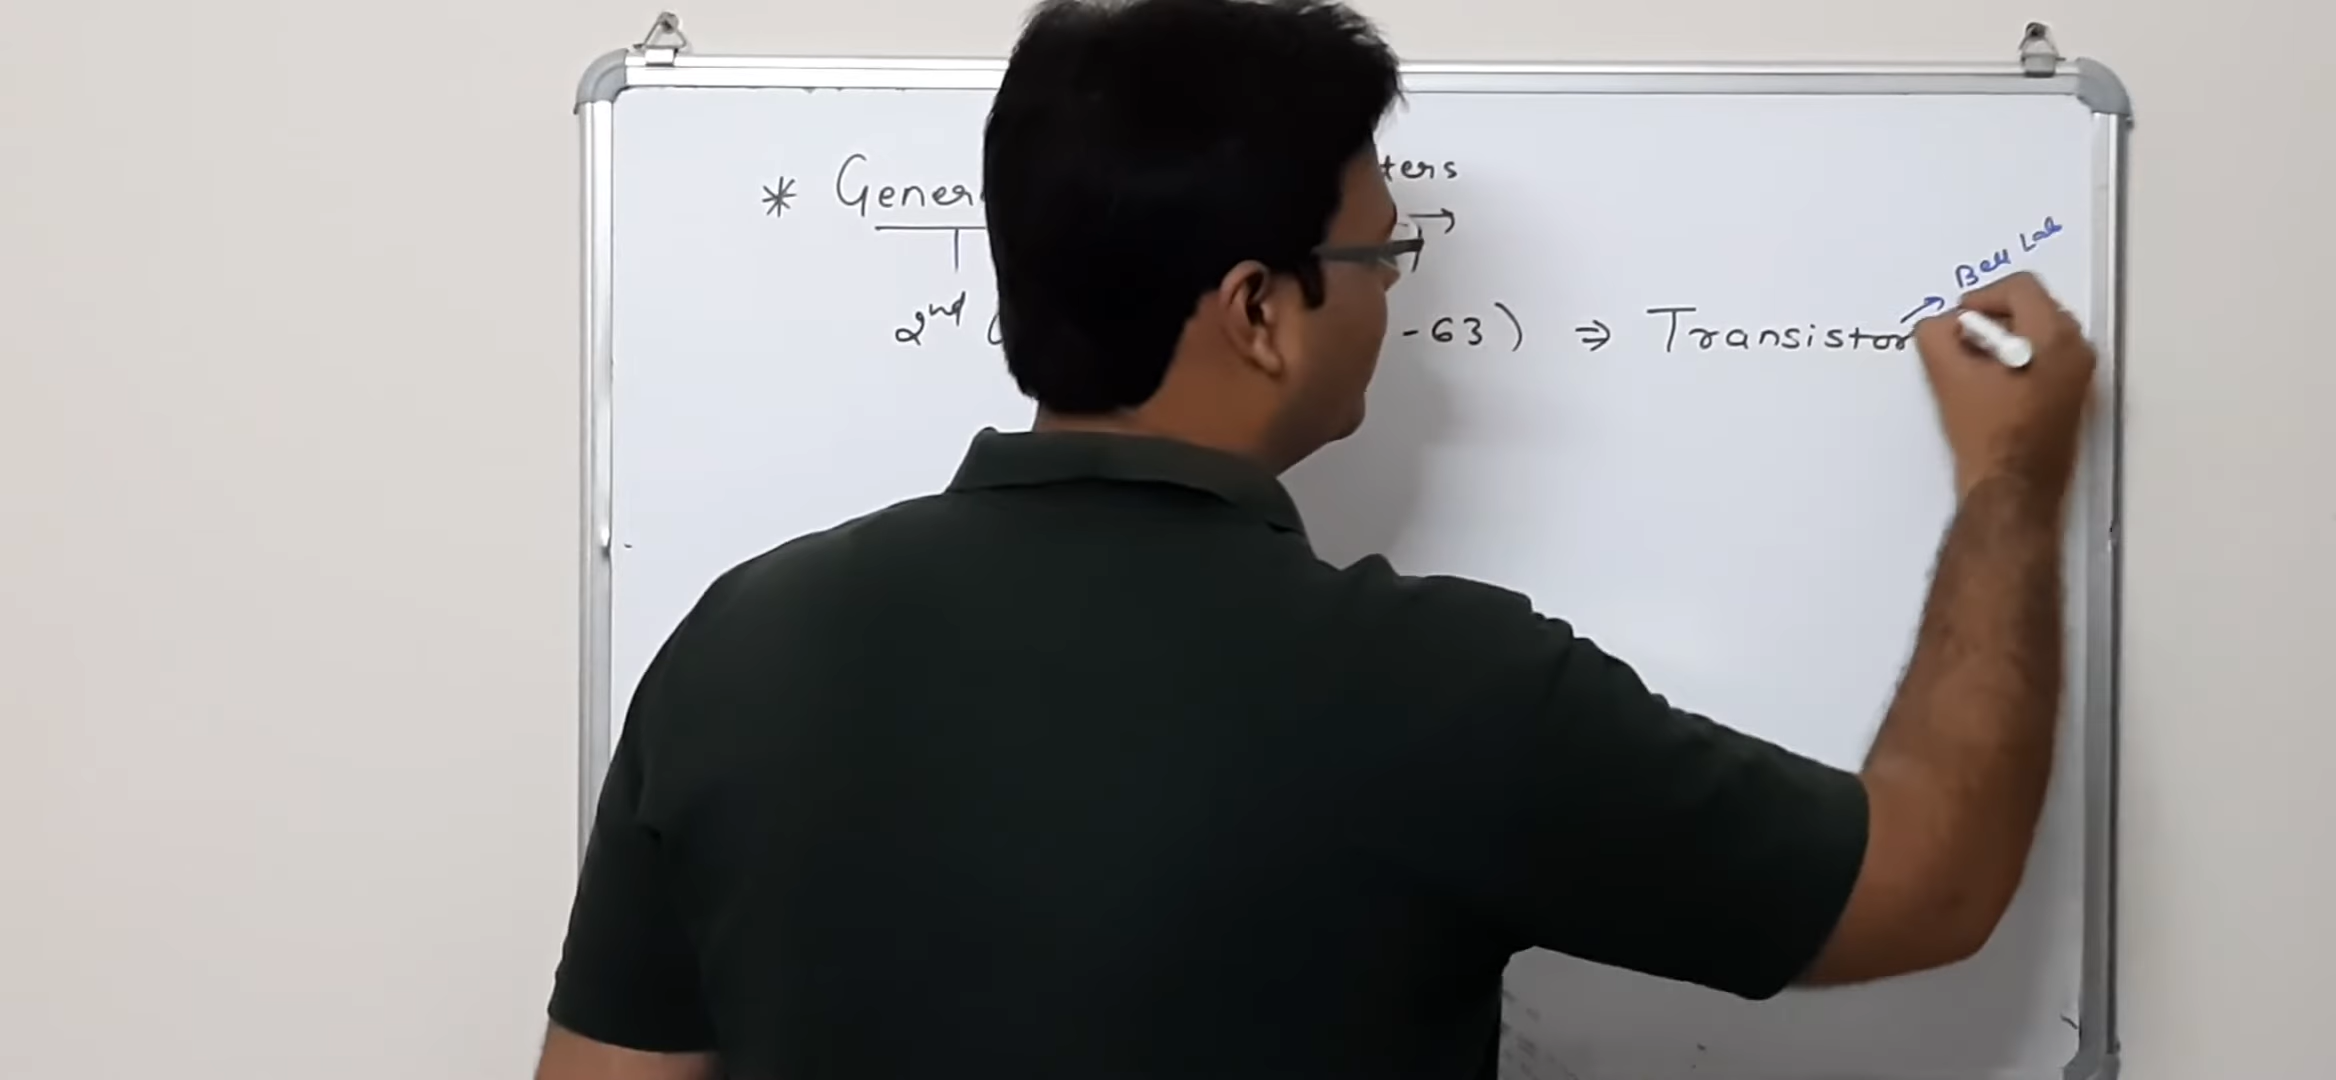 * Gener ters
Bell Lab
2nd ( -63) ⇒ Transistor